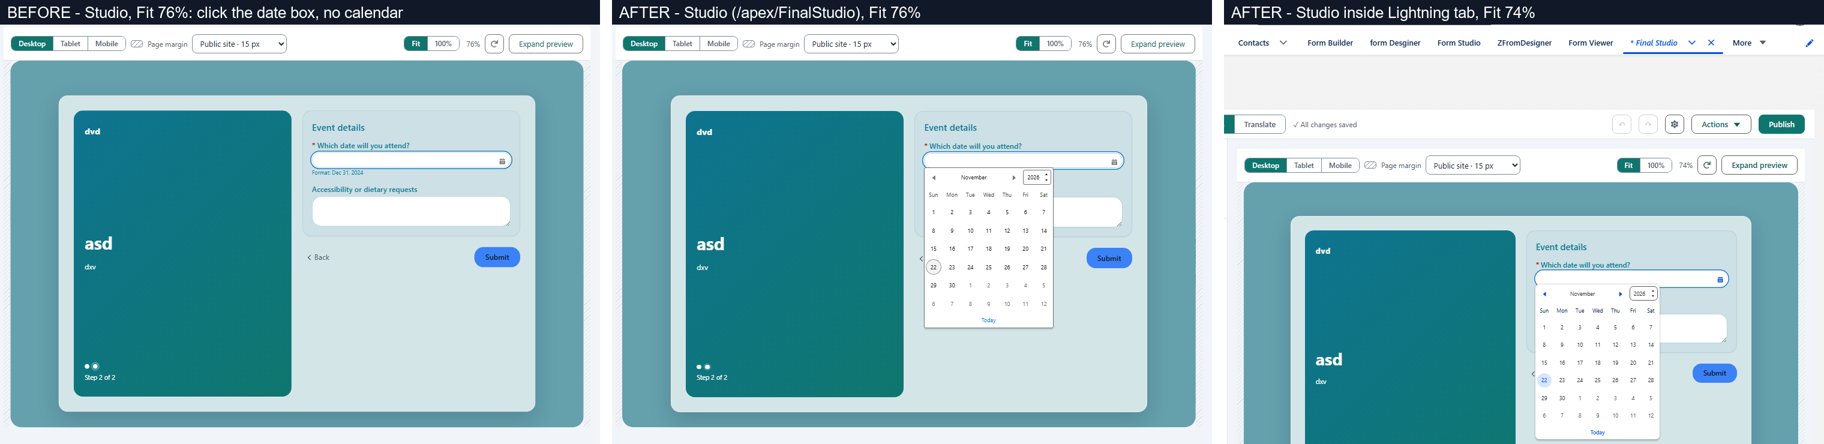 BEFORE - Studio, Fit 76%: click the date box, no calendar
Desktop Tablet Mobile Page margin Public site · 15 px Fit 100% 76% Expand preview
dvd
Event details
* Which date will you attend?
Format: Dec 31, 2024
Accessibility or dietary requests
asd
dxv
Back Submit
Step 2 of 2
AFTER - Studio (/apex/FinalStudio), Fit 76%
Desktop Tablet Mobile Page margin Public site · 15 px Fit 100% 76% Expand preview
dvd
Event details
* Which date will you attend?
November 2026
Sun Mon Tue Wed Thu Fri Sat
1 2 3 4 5 6 7
8 9 10 11 12 13 14
15 16 17 18 19 20 21
22 23 24 25 26 27 28
29 30 1 2 3 4 5
6 7 8 9 10 11 12
Today
asd
dxv
Submit
Step 2 of 2
AFTER - Studio inside Lightning tab, Fit 74%
Contacts Form Builder form Desginer Form Studio ZFromDesigner Form Viewer * Final Studio More
Translate ✓ All changes saved Actions Publish
Desktop Tablet Mobile Page margin Public site · 15 px Fit 100% 74% Expand preview
dvd
Event details
* Which date will you attend?
November 2026
Sun Mon Tue Wed Thu Fri Sat
1 2 3 4 5 6 7
8 9 10 11 12 13 14
15 16 17 18 19 20 21
22 23 24 25 26 27 28
29 30 1 2 3 4 5
6 7 8 9 10 11 12
Today
asd
dxv
Submit